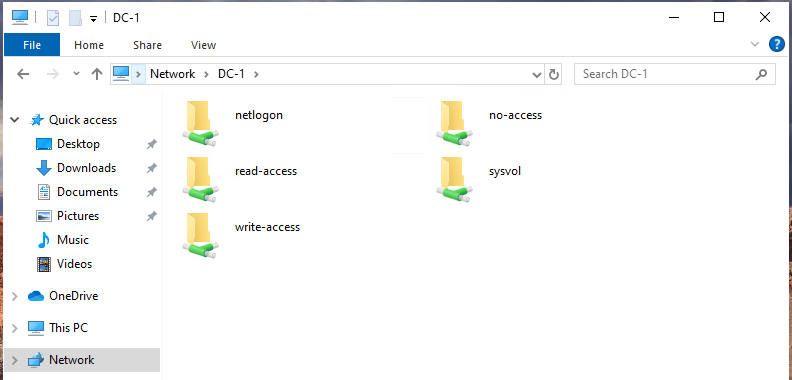 DC-1
File Home Share View
Network DC-1 Search DC-1
Quick access
Desktop
Downloads
Documents
Pictures
Music
Videos
OneDrive
This PC
Network
netlogon no-access
read-access sysvol
write-access